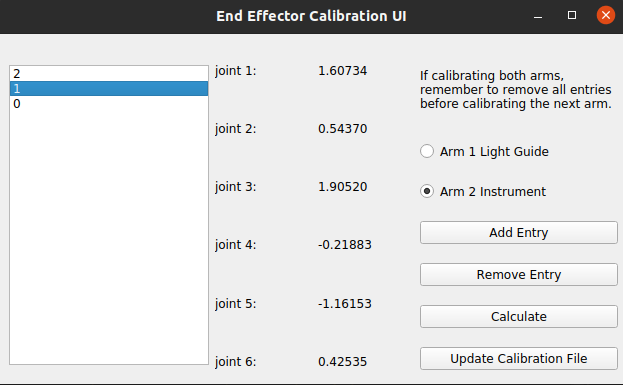 End Effector Calibration UI
2
1
0
joint 1: 1.60734
joint 2: 0.54370
joint 3: 1.90520
joint 4: -0.21883
joint 5: -1.16153
joint 6: 0.42535
If calibrating both arms,
remember to remove all entries
before calibrating the next arm.
Arm 1 Light Guide
Arm 2 Instrument
Add Entry
Remove Entry
Calculate
Update Calibration File